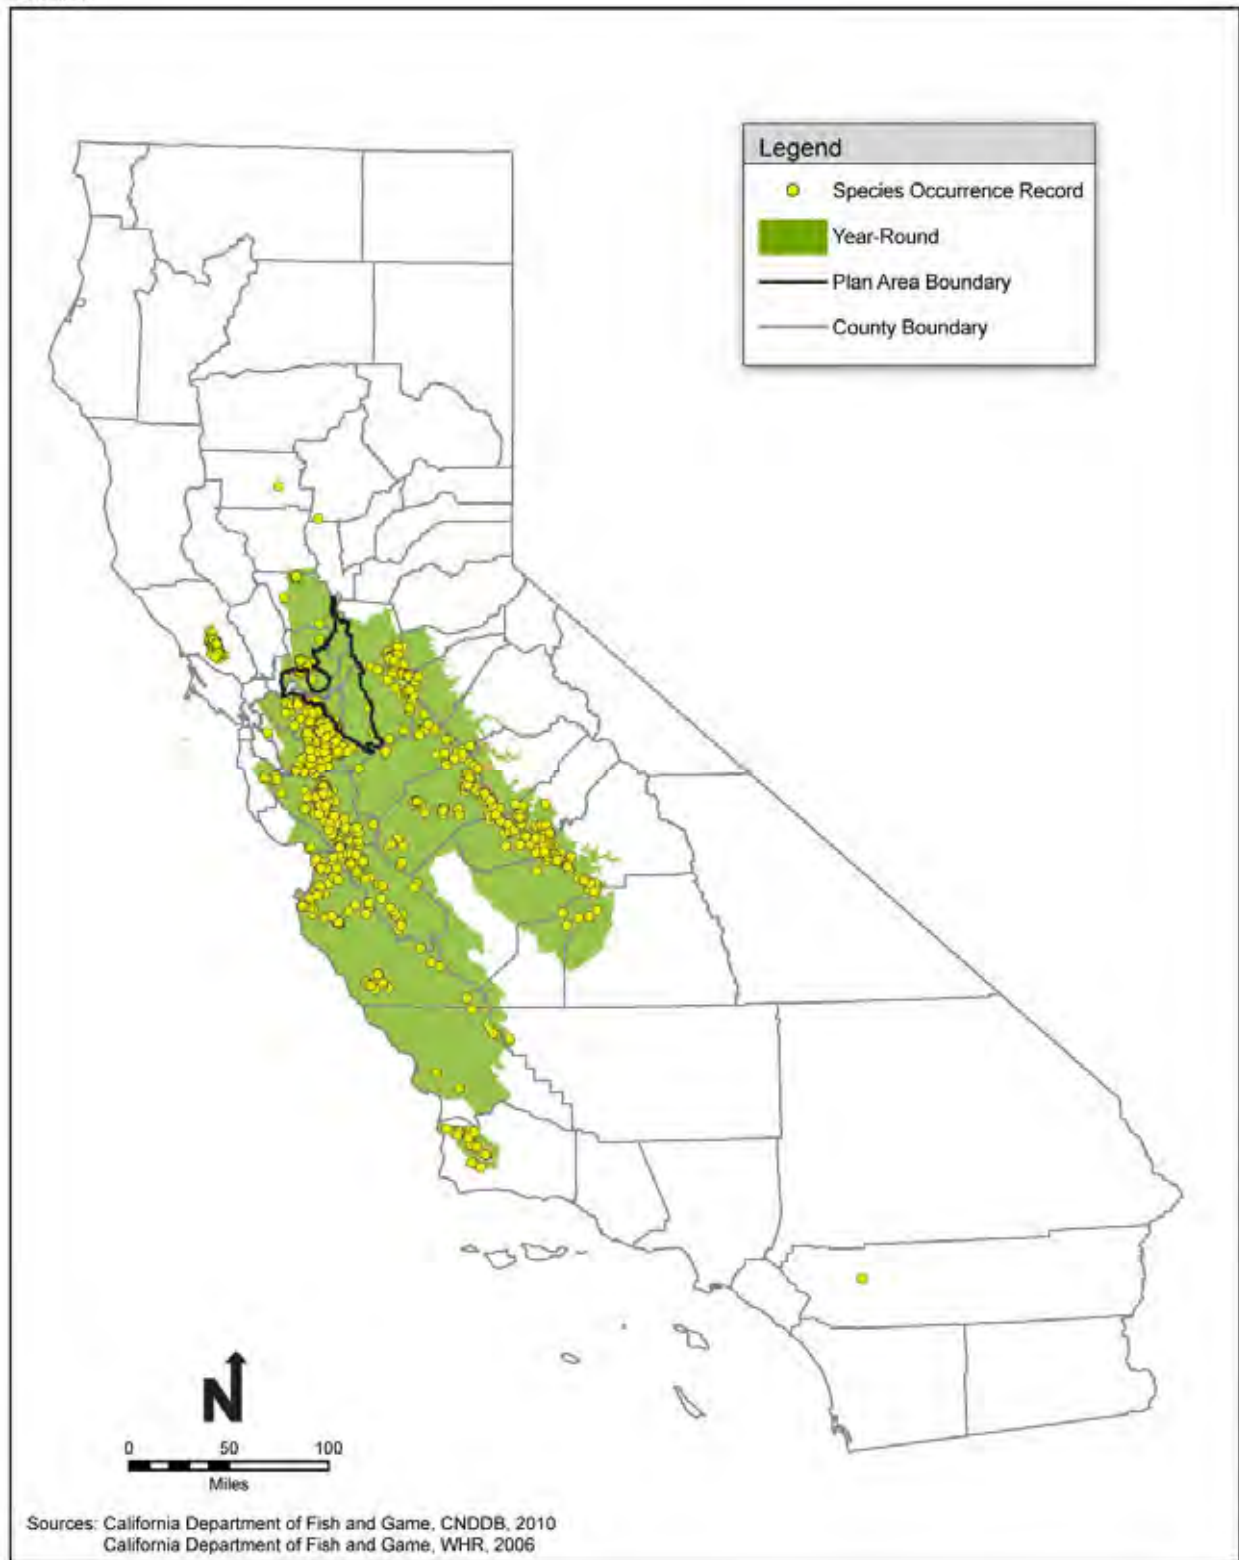 Legend
Species Occurrence Record
Year-Round
Plan Area Boundary
County Boundary
N
0 50 100
Miles
Sources: California Department of Fish and Game, CNDDB, 2010
California Department of Fish and Game, WHR, 2006